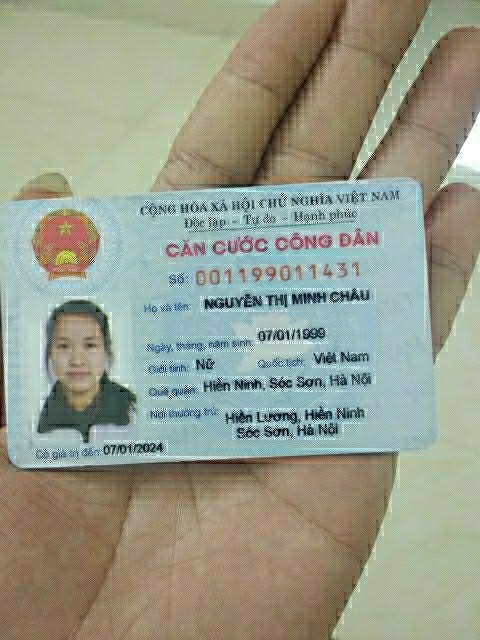 CỘNG HÒA XÃ HỘI CHỦ NGHĨA VIỆT NAM
Độc lập - Tự do - Hạnh phúc
CĂN CƯỚC CÔNG DÂN
Số: 001199011431
Họ và tên: NGUYỄN THỊ MINH CHÂU
Ngày, tháng, năm sinh: 07/01/1999
Giới tính: Nữ Quốc tịch: Việt Nam
Quê quán: Hiền Ninh, Sóc Sơn, Hà Nội
Nơi thường trú: Hiền Lương, Hiền Ninh
Sóc Sơn, Hà Nội
Có giá trị đến: 07/01/2024